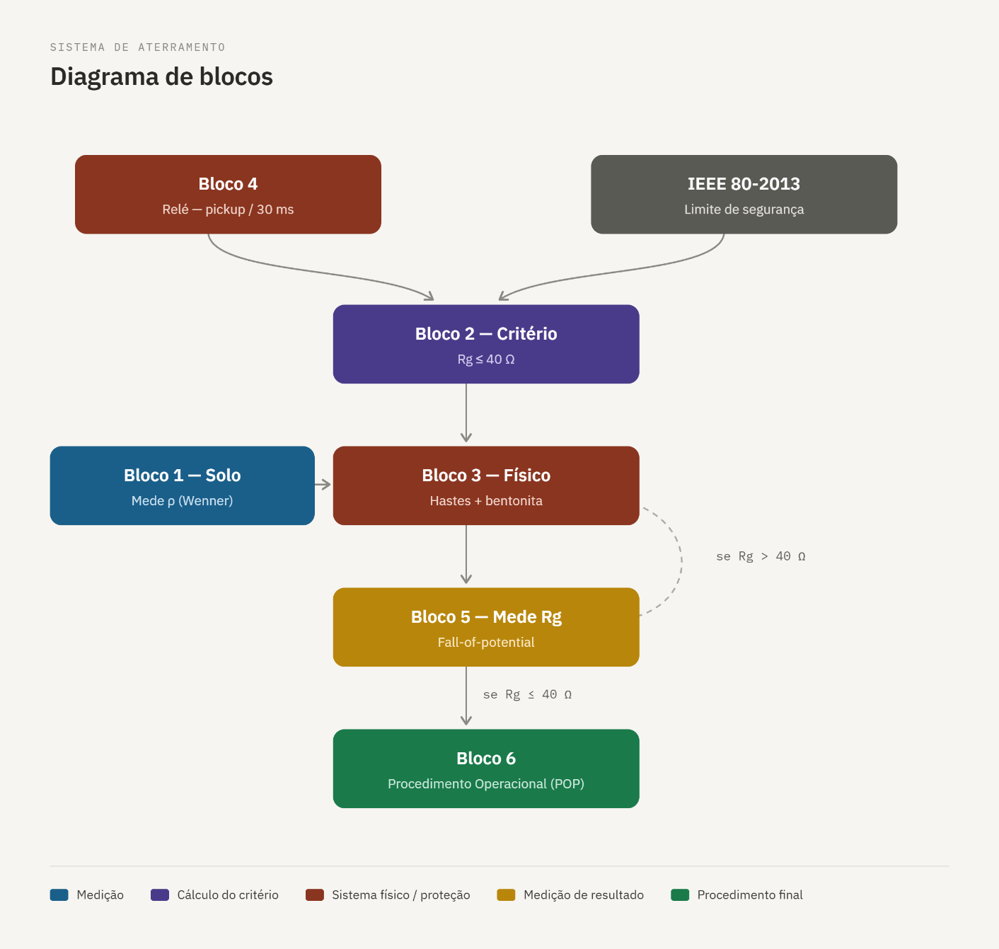 SISTEMA DE ATERRAMENTO
Diagrama de blocos
Bloco 4
Relé — pickup / 30 ms
IEEE 80-2013
Limite de segurança
Bloco 2 — Critério
Rg ≤ 40 Ω
Bloco 1 — Solo
Mede ρ (Wenner)
Bloco 3 — Físico
Hastes + bentonita
se Rg > 40 Ω
Bloco 5 — Mede Rg
Fall-of-potential
se Rg ≤ 40 Ω
Bloco 6
Procedimento Operacional (POP)
Medição
Cálculo do critério
Sistema físico / proteção
Medição de resultado
Procedimento final